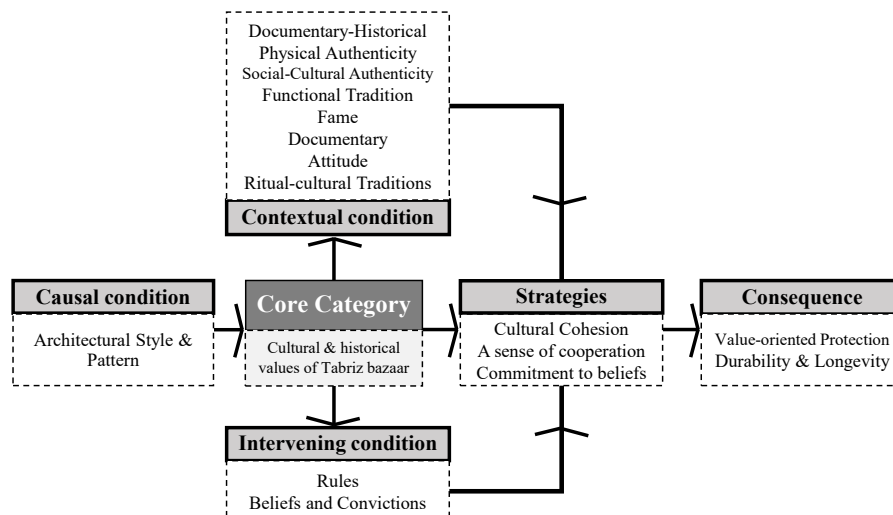 Documentary-Historical
Physical Authenticity
Social-Cultural Authenticity
Functional Tradition
Fame
Documentary
Attitude
Ritual-cultural Traditions
Contextual condition
Causal condition
Architectural Style &
Pattern
Core Category
Cultural & historical
values of Tabriz bazaar
Strategies
Cultural Cohesion
A sense of cooperation
Commitment to beliefs
Consequence
Value-oriented Protection
Durability & Longevity
Intervening condition
Rules
Beliefs and Convictions